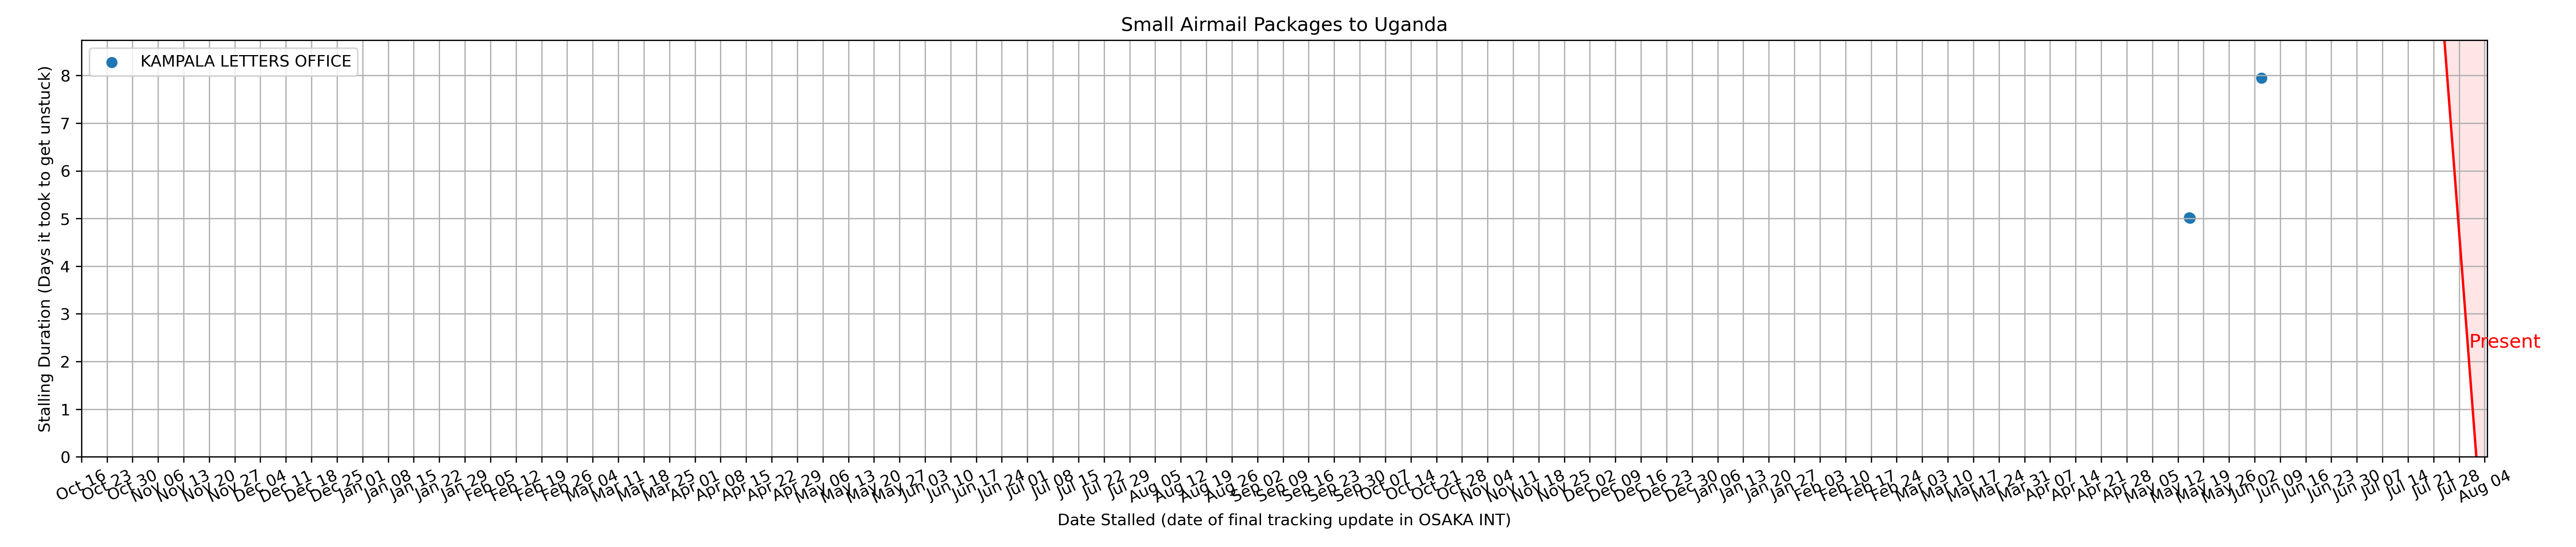 Small Airmail Packages to Uganda
KAMPALA LETTERS OFFICE
Stalling Duration (Days it took to get unstuck)
8
7
6
5
4
3
2
1
0
Present
Oct 16
Oct 23
Oct 30
Nov 06
Nov 13
Nov 20
Nov 27
Dec 04
Dec 11
Dec 18
Dec 25
Jan 01
Jan 08
Jan 15
Jan 22
Jan 29
Feb 05
Feb 12
Feb 19
Feb 26
Mar 04
Mar 11
Mar 18
Mar 25
Apr 01
Apr 08
Apr 15
Apr 22
Apr 29
May 06
May 13
May 20
May 27
Jun 03
Jun 10
Jun 17
Jun 24
Jul 01
Jul 08
Jul 15
Jul 22
Jul 29
Aug 05
Aug 12
Aug 19
Aug 26
Sep 02
Sep 09
Sep 16
Sep 23
Sep 30
Oct 07
Oct 14
Oct 21
Oct 28
Nov 04
Nov 11
Nov 18
Nov 25
Dec 02
Dec 09
Dec 16
Dec 23
Dec 30
Jan 06
Jan 13
Jan 20
Jan 27
Feb 03
Feb 10
Feb 17
Feb 24
Mar 03
Mar 10
Mar 17
Mar 24
Mar 31
Apr 07
Apr 14
Apr 21
Apr 28
May 05
May 12
May 19
May 26
Jun 02
Jun 09
Jun 16
Jun 23
Jun 30
Jul 07
Jul 14
Jul 21
Jul 28
Aug 04
Date Stalled (date of final tracking update in OSAKA INT)